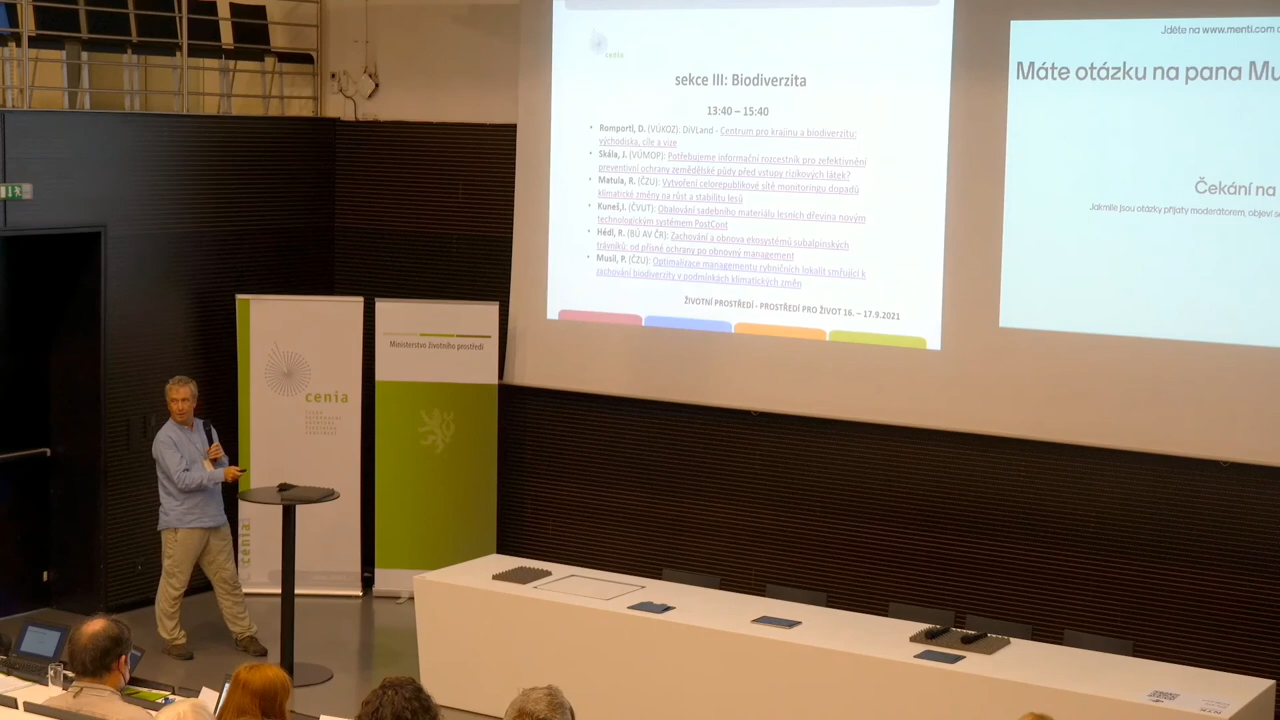 cenia
sekce III: Biodiverzita
13:40 – 15:40
• Romportl, D. (VÚKOZ): DivLand - Centrum pro krajinu a biodiverzitu:
východiska, cíle a vize
• Skála, J. (VÚMOP): Potřebujeme informační rozcestník pro zefektivnění
preventivní ochrany zemědělské půdy před vstupy rizikových látek?
• Matula, R. (ČZU): Vytvoření celorepublikové sítě monitoringu dopadů
klimatické změny na růst a stabilitu lesů
• Kuneš,I. (ČVUT): Obalování sadebního materiálu lesních dřevina novým
technologickým systémem PostCont
• Hédl, R. (BÚ AV ČR): Zachování a obnova ekosystémů subalpínských
trávníků: od přísné ochrany po obnovný management
• Musil, P. (ČZU): Optimalizace managementu rybničních lokalit smřující k
zachování biodiverzity v podmínkách klimatických změn
ŽIVOTNÍ PROSTŘEDÍ - PROSTŘEDÍ PRO ŽIVOT 16. – 17.9.2021
Jděte na www.menti.com
Máte otázku na pana Mu
Čekání na
Jakmile jsou otázky přijaty moderátorem, objeví s
cenia
Ministerstvo životního prostředí
cenia